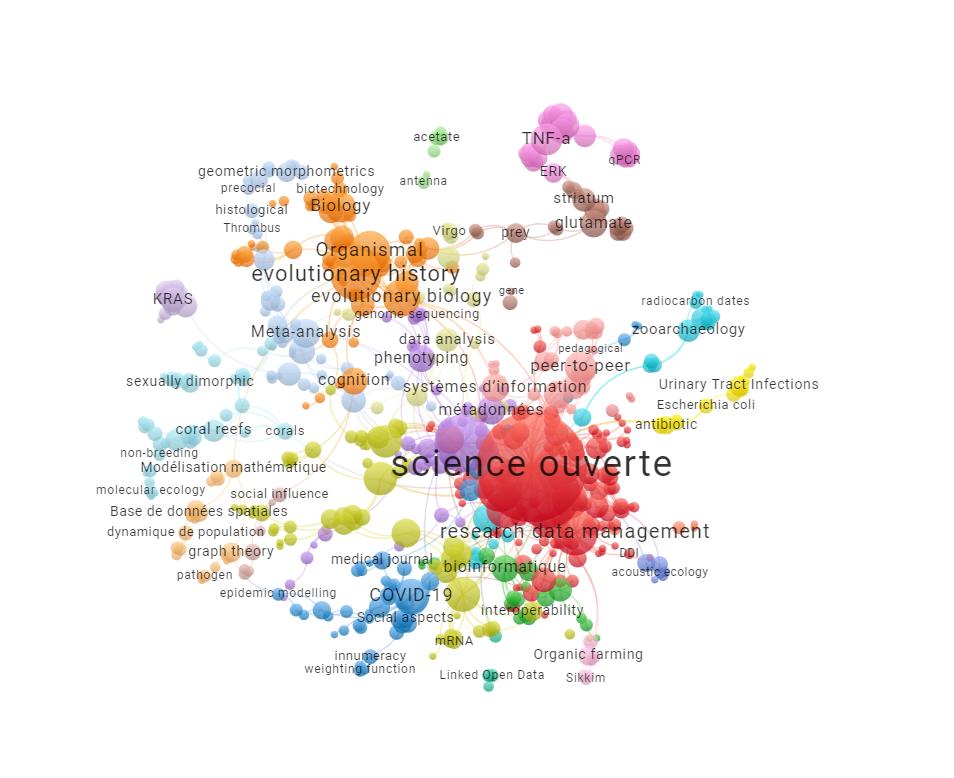 acetate
TNF-a
qPCR
geometric morphometrics
ERK
antenna
precocial
biotechnology
striatum
Biology
histological
glutamate
Thrombus
Virgo
prey
Organismal
evolutionary history
gene
evolutionary biology
KRAS
radiocarbon dates
genome sequencing
Meta-analysis
zooarchaeology
data analysis
pedagogical
phenotyping
peer-to-peer
sexually dimorphic
cognition
systèmes d'information
Urinary Tract Infections
métadonnées
Escherichia coli
antibiotic
coral reefs
corals
non-breeding
science ouverte
Modélisation mathématique
molecular ecology
social influence
Base de données spatiales
dynamique de population
research data management
graph theory
DDI
medical journal
bioinformatique
pathogen
acoustic ecology
epidemic modelling
COVID-19
Social aspects
interoperability
mRNA
innumeracy
Organic farming
weighting function
Linked Open Data
Sikkim